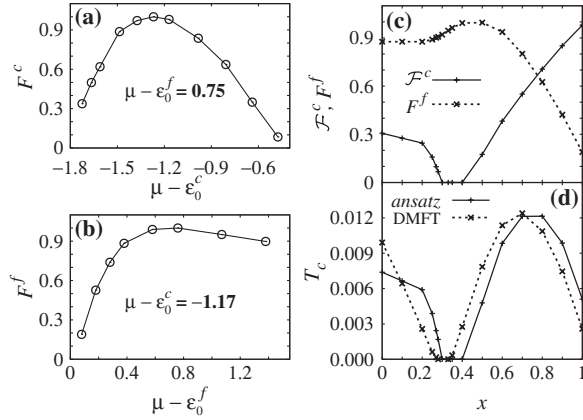 (a)
F^c
0.9
0.6
0.3
0
μ − ε_0^f = 0.75
−1.8 −1.5 −1.2 −0.9 −0.6
μ − ε_0^c
(b)
F^f
0.9
0.6
0.3
0
μ − ε_0^c = −1.17
0 0.4 0.8 1.2
μ − ε_0^f
(c)
ℱ^c, F^f
0.9
0.6
0.3
0
ℱ^c
F^f
(d)
ansatz
DMFT
T_c
0.012
0.009
0.006
0.003
0.000
0 0.2 0.4 0.6 0.8 1
x